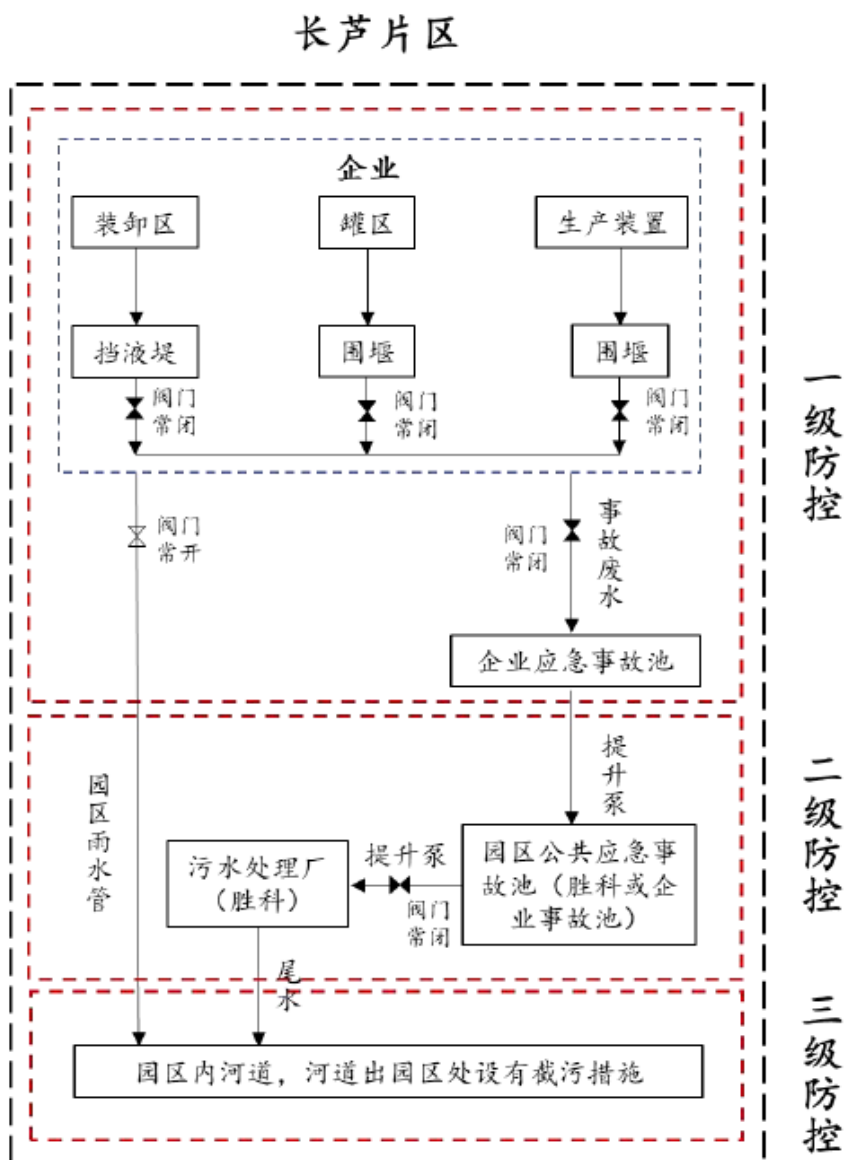 长芦片区
企业
装卸区
罐区
生产装置
挡液堤
围堰
围堰
阀门
常闭
阀门
常闭
阀门
常闭
一级防控
阀门
常开
阀门
常闭
事故废水
企业应急事故池
提升泵
园区雨水管
污水处理厂
（胜科）
提升泵
阀门
常闭
园区公共应急事
故池（胜科或企
业事故池）
二级防控
尾水
园区内河道，河道出园区处设有截污措施
三级防控